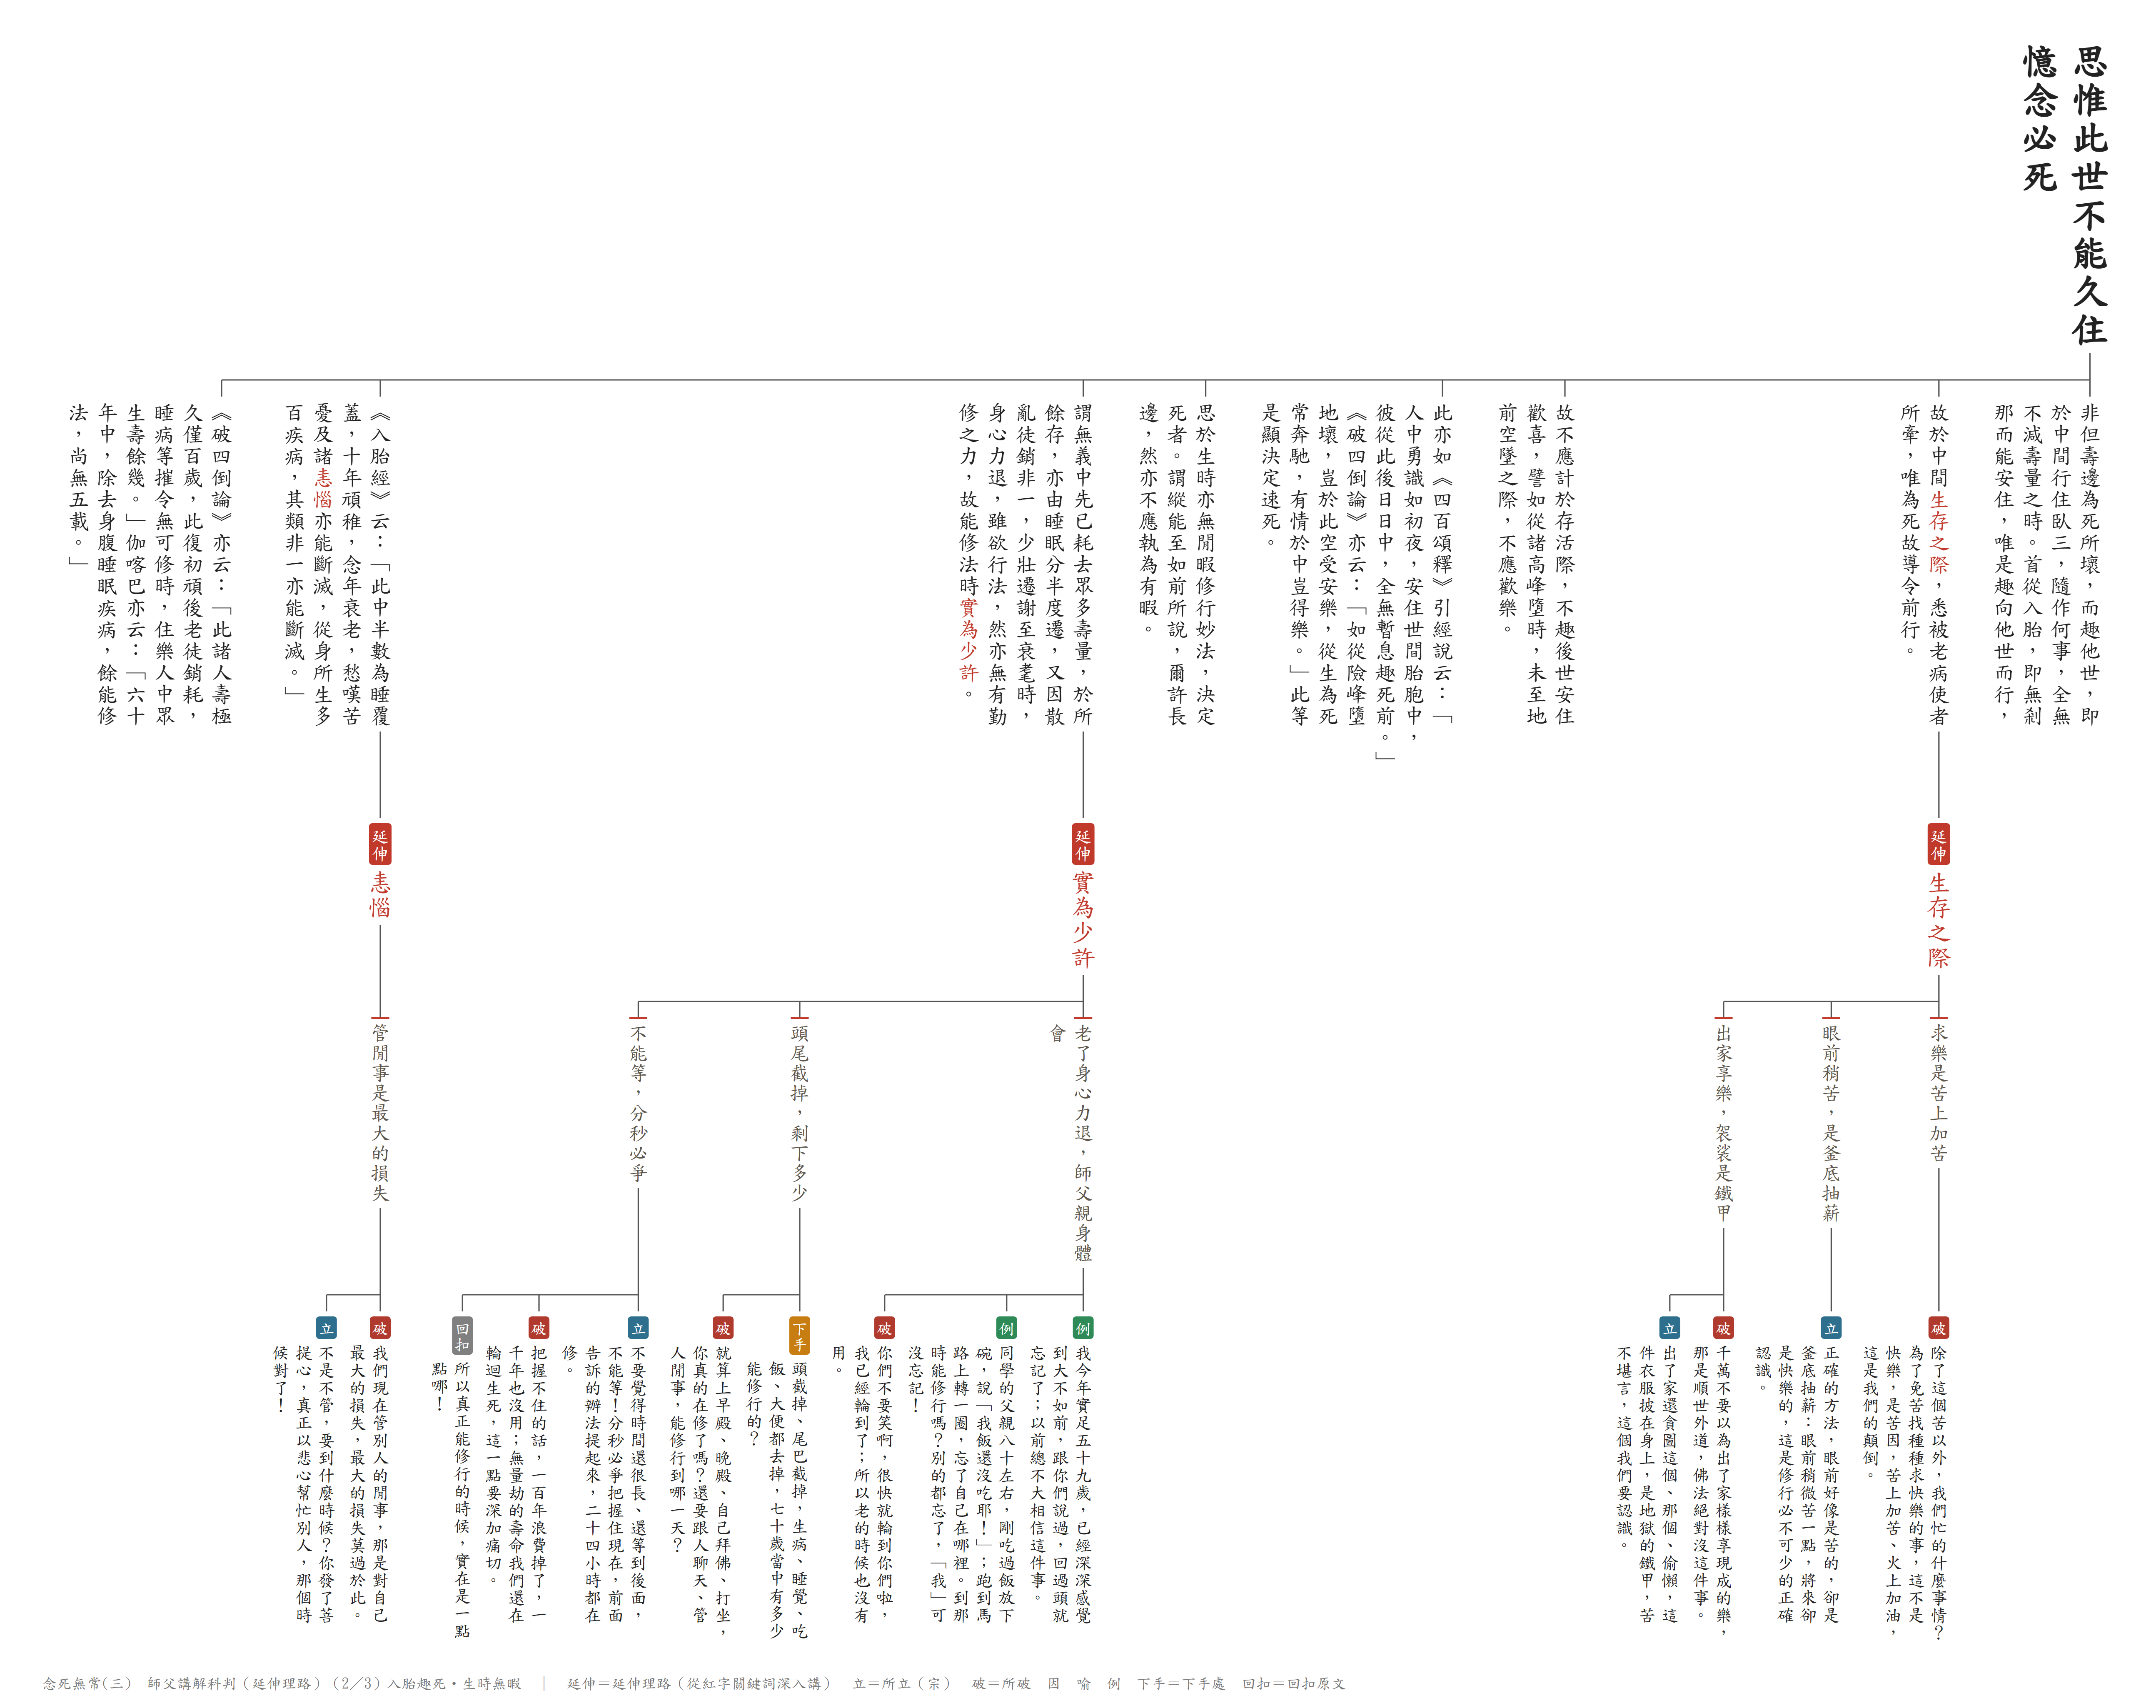 思惟此世不能久住
憶念必死
非但壽邊為死所壞，而趣他世，即
於中間行住臥三，隨作何事，全無
不減壽量之時。首從入胎，即無剎
那而能安住，唯是趣向他世而行，
故於中間生存之際，悉被老病使者
所牽，唯為死故導令前行。
故不應計於存活際，不趣後世安住
歡喜，譬如從諸高峰墮時，未至地
前空墜之際，不應歡樂。
此亦如《四百頌釋》引經說云：「
人中勇識如初夜，安住世間胎胞中，
彼從此後日日中，全無暫息趣死前。」
《破四倒論》亦云：「如從險峰墮
地壞，豈於此空受安樂，從生為死
常奔馳，有情於中豈得樂。」此等
是顯決定速死。
思於生時亦無閒暇修行妙法，決定
死者。謂縱能至如前所說，爾許長
邊，然亦不應執為有暇。
謂無義中先已耗去眾多壽量，於所
餘存，亦由睡眠分半度遷，又因散
亂徒銷非一，少壯遷謝至衰耄時，
身心力退，雖欲行法，然亦無有勤
修之力，故能修法時實為少許。
《入胎經》云：「此中半數為睡覆
蓋，十年頑稚，念年衰老，愁嘆苦
憂及諸恚惱亦能斷滅，從身所生多
百疾病，其類非一亦能斷滅。」
《破四倒論》亦云：「此諸人壽極
久僅百歲，此復初頑後老徒銷耗，
睡病等摧令無可修時，住樂人中眾
生壽餘幾。」伽喀巴亦云：「六十
年中，除去身腹睡眠疾病，餘能修
法，尚無五載。」
延伸
生存之際
求樂是苦上加苦
破
除了這個苦以外，我們忙的什麼事情？
為了免苦找種種求快樂的事，這不是
快樂，是苦因，苦上加苦、火上加油，
這是我們的顛倒。
眼前稍苦，是釜底抽薪
立
正確的方法，眼前好像是苦的，卻是
釜底抽薪：眼前稍微苦一點，將來卻
是快樂的，這是修行必不可少的正確
認識。
出家享樂，袈裟是鐵甲
破
千萬不要以為出了家樣樣享現成的樂，
那是順世外道，佛法絕對沒這件事。
立
出了家還貪圖這個、那個、偷懶，這
件衣服披在身上，是地獄的鐵甲，苦
不堪言，這個我們要認識。
延伸
實為少許
老了身心力退，師父親身體
會
例
我今年實足五十九歲，已經深深感覺
到大不如前，跟你們說過，回過頭就
忘記了；以前總不大相信這件事。
例
同學的父親八十左右，剛吃過飯放下
碗，說「我飯還沒吃耶！」；跑到馬
路上轉一圈，忘了自己在哪裡。到那
時能修行嗎？別的都忘了，「我」可
沒忘記！
破
你們不要笑啊，很快就輪到你們啦，
我已經輪到了；所以老的時候也沒有
用。
頭尾截掉，剩下多少
下手
頭截掉、尾巴截掉，生病、睡覺、吃
飯、大便都去掉，七十歲當中有多少
能修行的？
破
就算上早殿、晚殿、自己拜佛、打坐，
你真的在修了嗎？還要跟人聊天、管
人閒事，能修行到哪一天？
不能等，分秒必爭
立
不要覺得時間還很長、還等到後面，
不能等！分秒必爭把握住現在，前面
告訴的辦法提起來，二十四小時都在
修。
破
把握不住的話，一百年浪費掉了，一
千年也沒用；無量劫的壽命我們還在
輪迴生死，這一點要深加痛切。
回扣
所以真正能修行的時候，實在是一點
點哪！
延伸
恚惱
管閒事是最大的損失
破
我們現在管別人的閒事，那是對自己
最大的損失，最大的損失莫過於此。
立
不是不管，要到什麼時候？你發了菩
提心，真正以悲心幫忙別人，那個時
候對了！
念死無常(三)　師父講解科判（延伸理路）（2／3）入胎趣死・生時無暇　｜　延伸＝延伸理路（從紅字關鍵詞深入講）　立＝所立（宗）　破＝所破　因　喻　例　下手＝下手處　回扣＝回扣原文